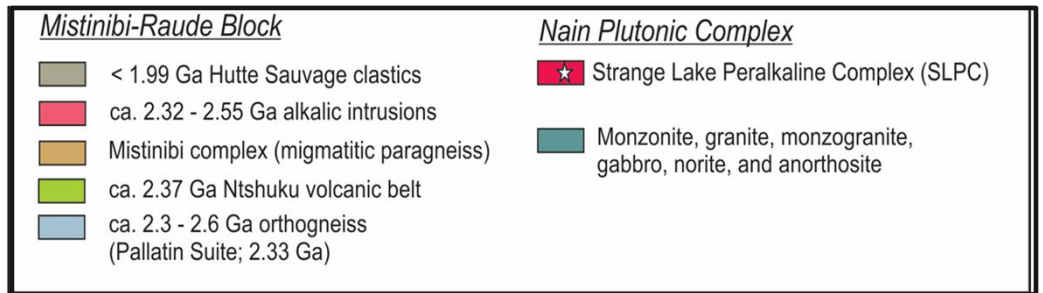 Mistinibi-Raude Block
< 1.99 Ga Hutte Sauvage clastics
ca. 2.32 - 2.55 Ga alkalic intrusions
Mistinibi complex (migmatitic paragneiss)
ca. 2.37 Ga Ntshuku volcanic belt
ca. 2.3 - 2.6 Ga orthogneiss
(Pallatin Suite; 2.33 Ga)
Nain Plutonic Complex
Strange Lake Peralkaline Complex (SLPC)
Monzonite, granite, monzogranite,
gabbro, norite, and anorthosite